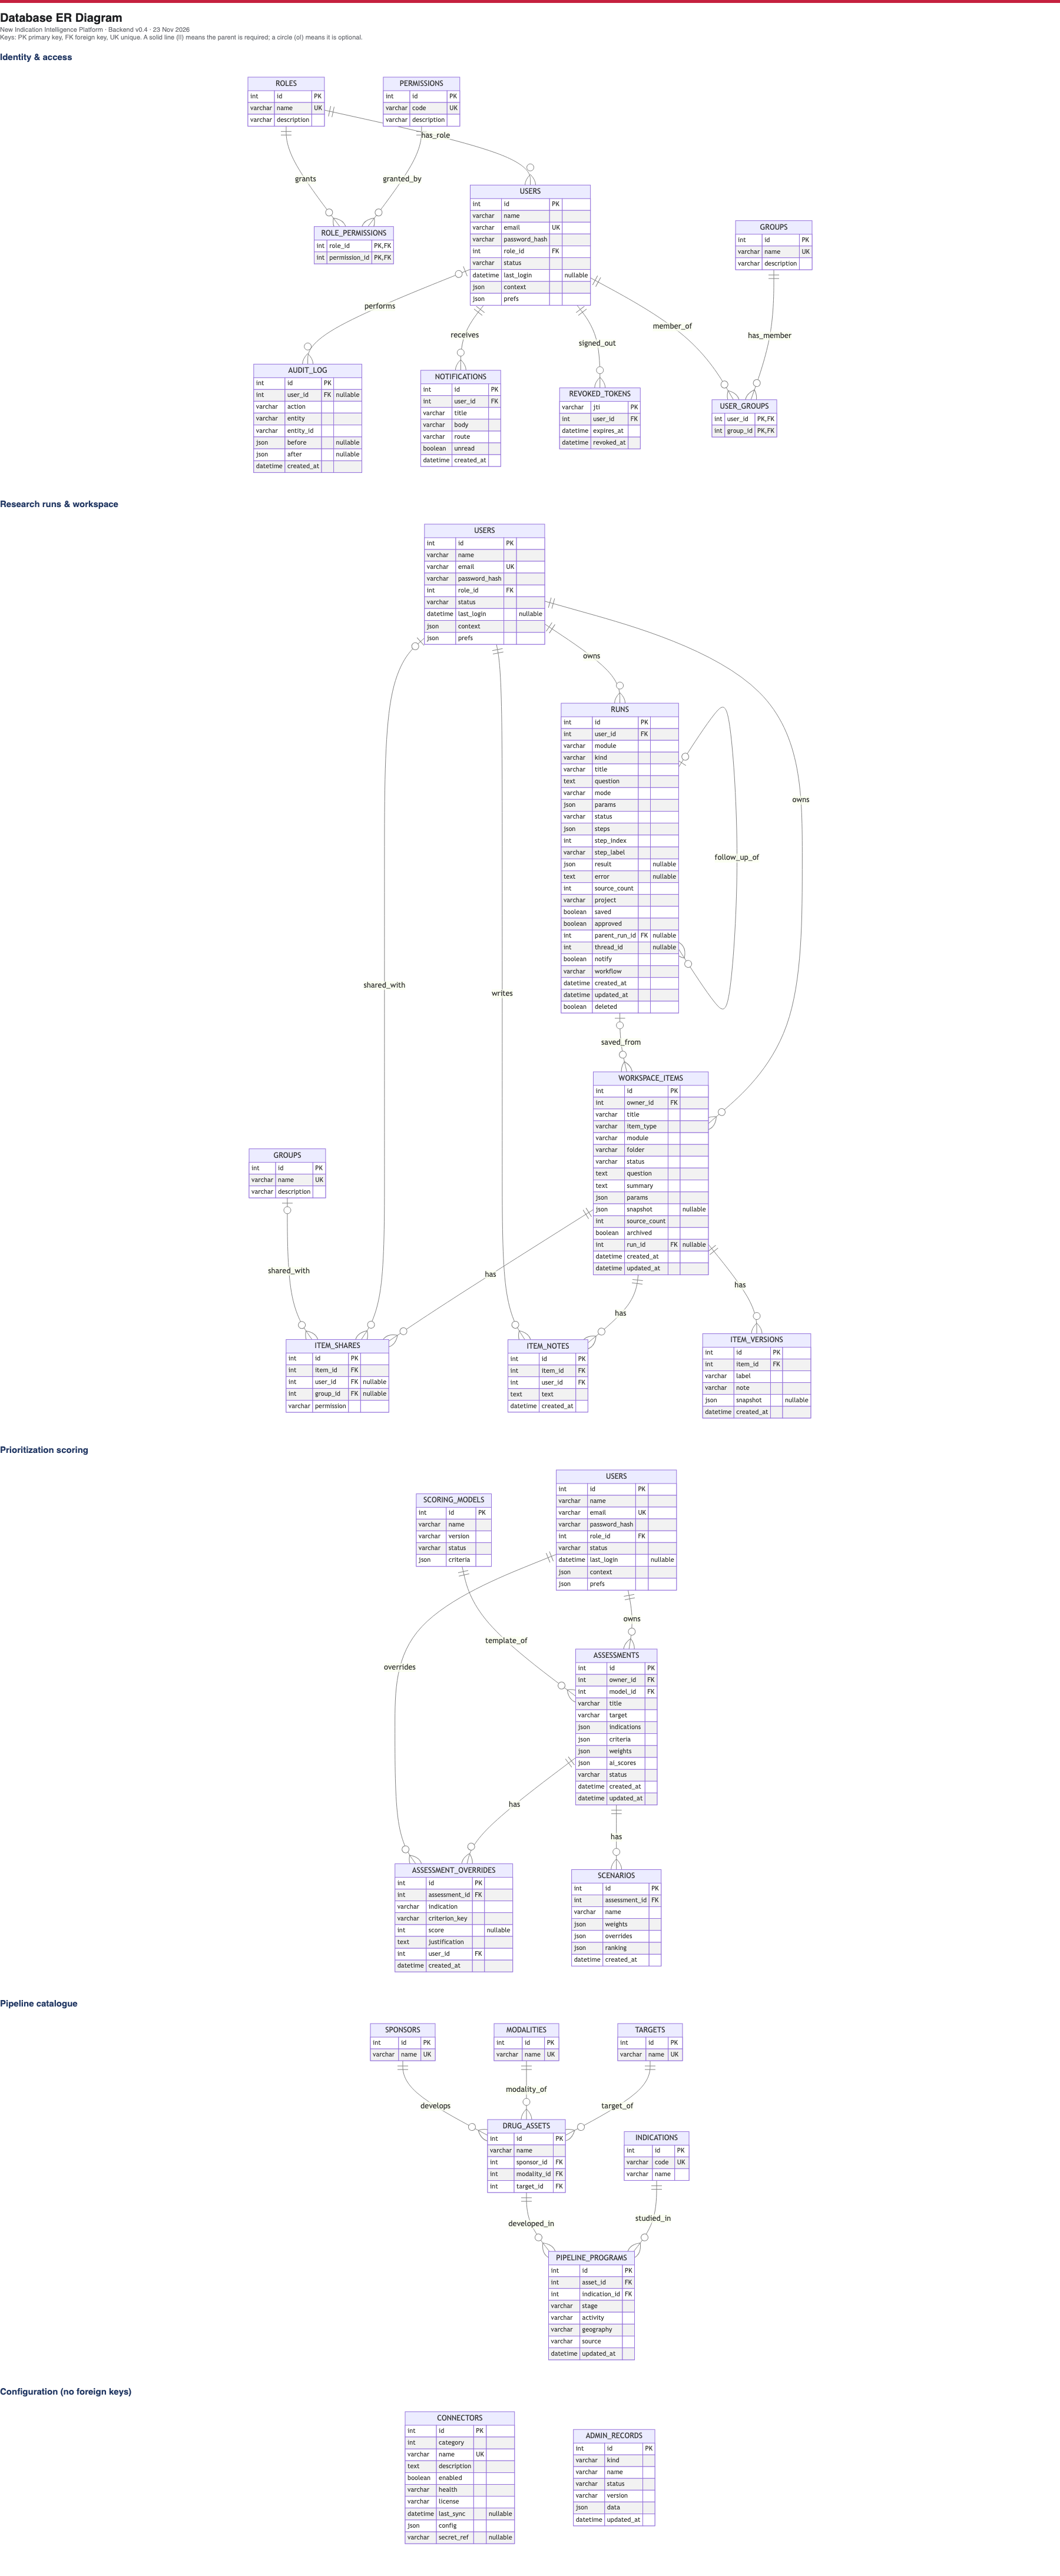 Database ER Diagram
New Indication Intelligence Platform · Backend v0.4 · 23 Nov 2026
Keys: PK primary key, FK foreign key, UK unique. A solid line (||) means the parent is required; a circle (o|) means it is optional.
Identity & access
ROLES
int id PK
varchar name UK
varchar description
PERMISSIONS
int id PK
varchar code UK
varchar description
has_role
grants
granted_by
ROLE_PERMISSIONS
int role_id PK,FK
int permission_id PK,FK
USERS
int id PK
varchar name
varchar email UK
varchar password_hash
int role_id FK
varchar status
datetime last_login nullable
json context
json prefs
GROUPS
int id PK
varchar name UK
varchar description
performs
receives
signed_out
member_of
has_member
AUDIT_LOG
int id PK
int user_id FK nullable
varchar action
varchar entity
varchar entity_id
json before nullable
json after nullable
datetime created_at
NOTIFICATIONS
int id PK
int user_id FK
varchar title
varchar body
varchar route
boolean unread
datetime created_at
REVOKED_TOKENS
varchar jti PK
int user_id FK
datetime expires_at
datetime revoked_at
USER_GROUPS
int user_id PK,FK
int group_id PK,FK
Research runs & workspace
USERS
int id PK
varchar name
varchar email UK
varchar password_hash
int role_id FK
varchar status
datetime last_login nullable
json context
json prefs
owns
RUNS
int id PK
int user_id FK
varchar module
varchar kind
varchar title
text question
varchar mode
json params
varchar status
json steps
int step_index
varchar step_label
json result nullable
text error nullable
int source_count
varchar project
boolean saved
boolean approved
int parent_run_id FK nullable
int thread_id nullable
boolean notify
varchar workflow
datetime created_at
datetime updated_at
boolean deleted
owns
follow_up_of
shared_with
writes
saved_from
WORKSPACE_ITEMS
int id PK
int owner_id FK
varchar title
varchar item_type
varchar module
varchar folder
varchar status
text question
text summary
json params
json snapshot nullable
int source_count
boolean archived
int run_id FK nullable
datetime created_at
datetime updated_at
GROUPS
int id PK
varchar name UK
varchar description
shared_with
has
has
has
ITEM_SHARES
int id PK
int item_id FK
int user_id FK nullable
int group_id FK nullable
varchar permission
ITEM_NOTES
int id PK
int item_id FK
int user_id FK
text text
datetime created_at
ITEM_VERSIONS
int id PK
int item_id FK
varchar label
varchar note
json snapshot nullable
datetime created_at
Prioritization scoring
SCORING_MODELS
int id PK
varchar name
varchar version
varchar status
json criteria
USERS
int id PK
varchar name
varchar email UK
varchar password_hash
int role_id FK
varchar status
datetime last_login nullable
json context
json prefs
owns
template_of
overrides
ASSESSMENTS
int id PK
int owner_id FK
int model_id FK
varchar title
varchar target
json indications
json criteria
json weights
json ai_scores
varchar status
datetime created_at
datetime updated_at
has
has
ASSESSMENT_OVERRIDES
int id PK
int assessment_id FK
varchar indication
varchar criterion_key
int score nullable
text justification
int user_id FK
datetime created_at
SCENARIOS
int id PK
int assessment_id FK
varchar name
json weights
json overrides
json ranking
datetime created_at
Pipeline catalogue
SPONSORS
int id PK
varchar name UK
MODALITIES
int id PK
varchar name UK
TARGETS
int id PK
varchar name UK
develops
modality_of
target_of
DRUG_ASSETS
int id PK
varchar name
int sponsor_id FK
int modality_id FK
int target_id FK
INDICATIONS
int id PK
varchar code UK
varchar name
developed_in
studied_in
PIPELINE_PROGRAMS
int id PK
int asset_id FK
int indication_id FK
varchar stage
varchar activity
varchar geography
varchar source
datetime updated_at
Configuration (no foreign keys)
CONNECTORS
int id PK
int category
varchar name UK
text description
boolean enabled
varchar health
varchar license
datetime last_sync nullable
json config
varchar secret_ref nullable
ADMIN_RECORDS
int id PK
varchar kind
varchar name
varchar status
varchar version
json data
datetime updated_at